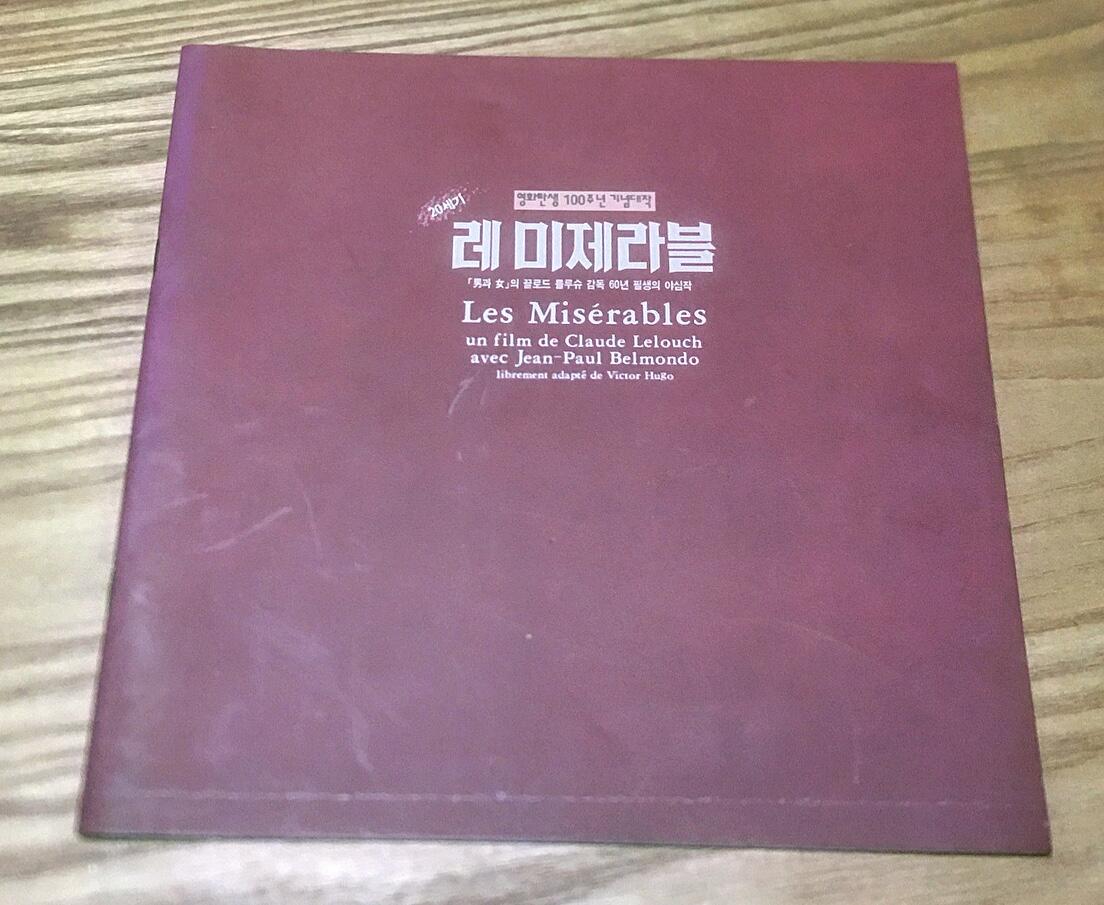 영화탄생 100주년 기념대작
20세기
레 미제라블
「男과 女」의 끌로드 를루슈 감독 60년 필생의 야심작
Les Misérables
un film de Claude Lelouch
avec Jean-Paul Belmondo
librement adapté de Victor Hugo